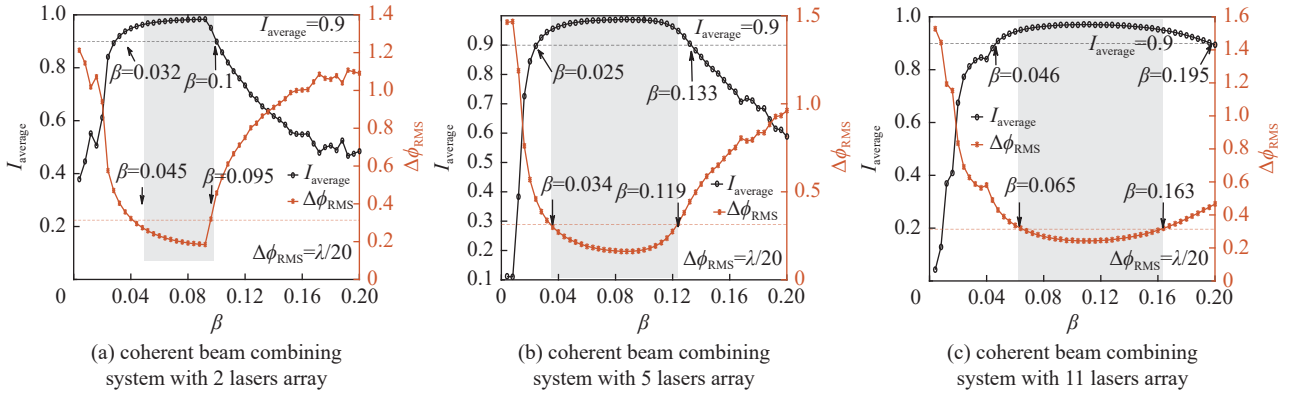 1.0
0.8
0.6
0.4
0.2
I_average
0
0.04
0.08
0.12
0.16
0.20
β
1.4
1.2
1.0
0.8
0.6
0.4
0.2
0
Δϕ_RMS
I_average=0.9
β=0.032
β=0.1
β=0.045
β=0.095
I_average
Δϕ_RMS
Δϕ_RMS=λ/20
(a) coherent beam combining
system with 2 lasers array
1.0
0.9
0.8
0.7
0.6
0.5
0.4
0.3
0.2
0.1
I_average
0
0.04
0.08
0.12
0.16
0.20
β
1.5
1.0
0.5
0
Δϕ_RMS
I_average=0.9
β=0.025
β=0.133
β=0.034
β=0.119
I_average
Δϕ_RMS
Δϕ_RMS=λ/20
(b) coherent beam combining
system with 5 lasers array
1.0
0.8
0.6
0.4
0.2
0
I_average
0
0.04
0.08
0.12
0.16
0.20
β
1.6
1.4
1.2
1.0
0.8
0.6
0.4
0.2
0
Δϕ_RMS
I_average=0.9
β=0.046
β=0.195
I_average
Δϕ_RMS
β=0.065
β=0.163
Δϕ_RMS=λ/20
(c) coherent beam combining
system with 11 lasers array